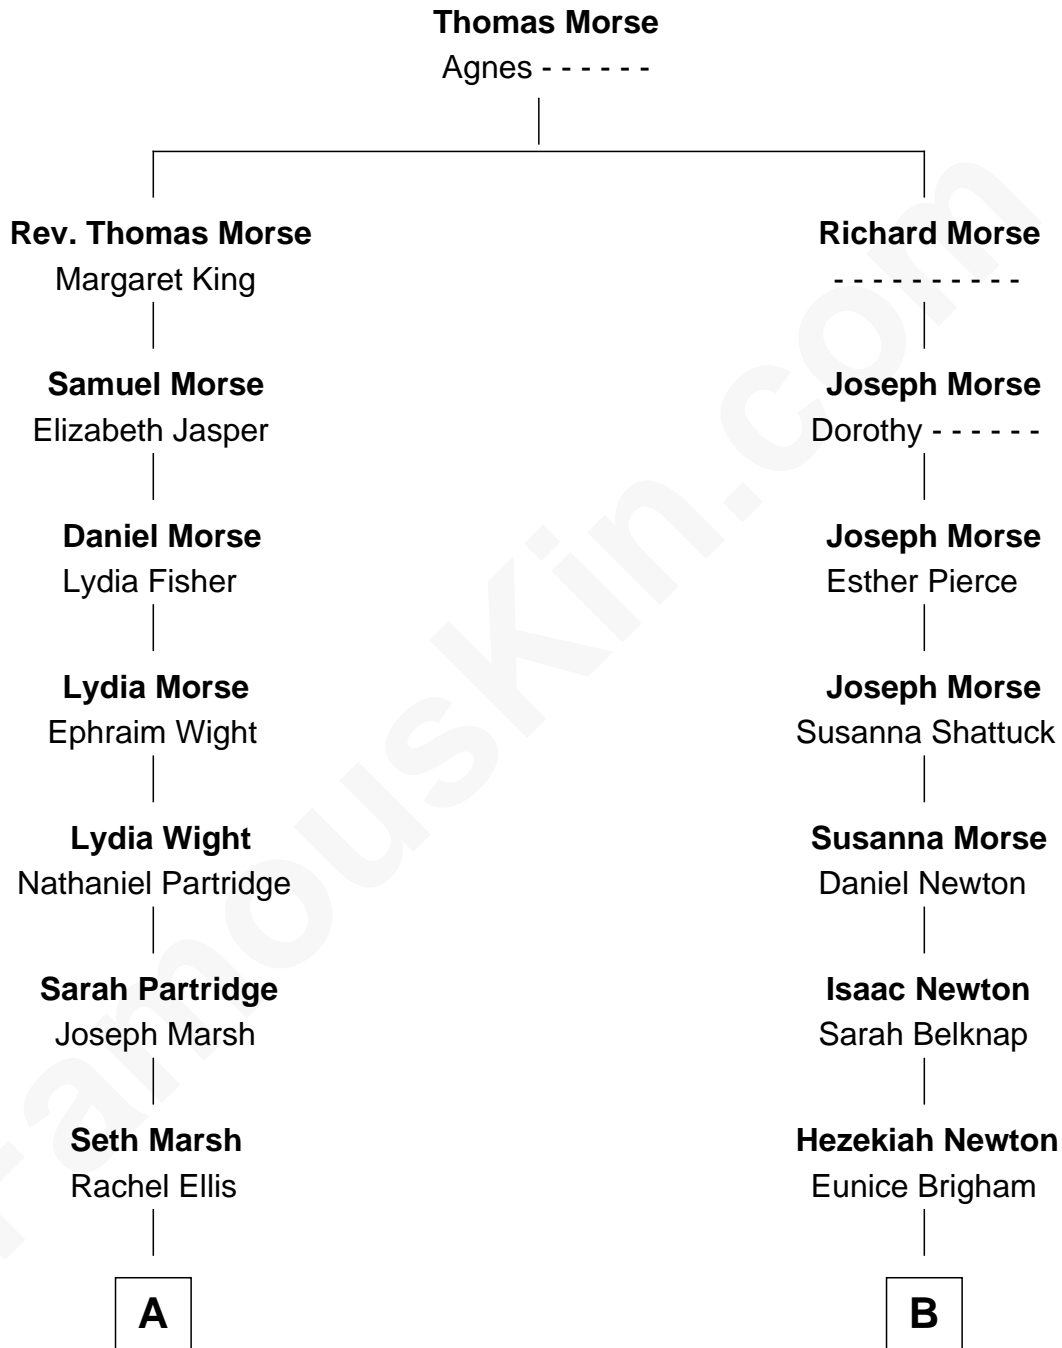 Thomas Morse
Agnes - - - - - -
Rev. Thomas Morse
Margaret King
Richard Morse
- - - - - - - - - -
Samuel Morse
Elizabeth Jasper
Joseph Morse
Dorothy - - - - - -
Daniel Morse
Lydia Fisher
Joseph Morse
Esther Pierce
Lydia Morse
Ephraim Wight
Joseph Morse
Susanna Shattuck
Lydia Wight
Nathaniel Partridge
Susanna Morse
Daniel Newton
Sarah Partridge
Joseph Marsh
Isaac Newton
Sarah Belknap
Seth Marsh
Rachel Ellis
Hezekiah Newton
Eunice Brigham
A
B
FamousKin.com